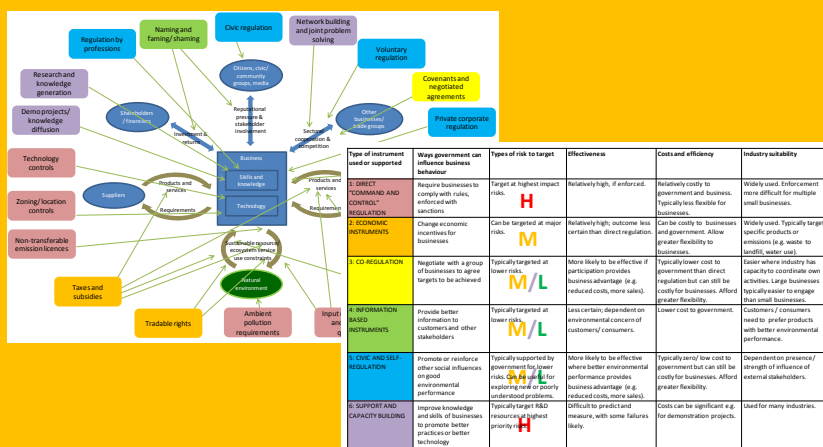 Naming and
faming/ shaming
Civic regulation
Network building
and joint problem
solving
Regulation by
professions
Voluntary
regulation
Research and
knowledge
generation
Citizens, civic/
community
groups, media
Covenants and
negotiated
agreements
Demo projects/
knowledge
diffusion
Shareholders
/ financiers
Reputational
pressure &
stakeholder
involvement
Other
businesses/
trade groups
Private corporate
regulation
Investment &
returns
Sectoral
cooperation &
competition
Technology
controls
Business
Skills and
knowledge
Technology
Suppliers
Products and
services
Requirements
Products and
services
Requirement
Zoning/ location
controls
Non-transferable
emission licences
Sustainable resource/
ecosystem service
use constraints
Natural
environment
Taxes and
subsidies
Tradable rights
Ambient
pollution
requirements
Input
and
Type of instrument
used or supported
Ways government can
influence business
behaviour
Types of risk to target
Effectiveness
Costs and efficiency
Industry suitability
1: DIRECT
"COMMAND AND
CONTROL"
REGULATION
Require businesses to
comply with rules,
enforced with
sanctions
Target at highest impact
risks.
H
Relatively high, if enforced.
Relatively costly to
government and business.
Typically less flexible for
businesses.
Widely used. Enforcement
more difficult for multiple
small businesses.
2: ECONOMIC
INSTRUMENTS
Change economic
incentives for
businesses
Can be targeted at major
risks.
M
Relatively high; outcome less
certain than direct regulation.
Can be costly to businesses
and government. Allow
greater flexibility to
businesses.
Widely used. Typically target
specific products or
emissions (e.g. waste to
landfill, water use).
3: CO-REGULATION
Negotiate with a group
of businesses to agree
targets to be achieved
Typically targeted at
lower risks.
M/L
More likely to be effective if
participation provides
business advantage (e.g.
reduced costs, more sales).
Typically lower cost to
government than direct
regulation but can still be
costly for businesses. Afford
greater flexibility.
Easier where industry has
capacity to coordinate own
activities. Large businesses
typically easier to engage
than small businesses.
4: INFORMATION
BASED
INSTRUMENTS
Provide better
information to
customers and other
stakeholders
Typically targeted at
lower risks.
M/L
Less certain; dependent on
environmental concern of
customers/ consumers.
Lower cost to government.
Customers / consumers
need to prefer products
with better environmental
performance.
5: CIVIC AND SELF-
REGULATION
Promote or reinforce
other social influences
on good
environmental
performance
Typically supported by
government for lower
risks. Can be useful for
exploring new or poorly
understood problems.
M/L
More likely to be effective
where better environmental
performance provides
business advantage (e.g.
reduced costs, more sales).
Typically zero/ low cost to
government but can still be
costly for businesses. Afford
greater flexibility.
Dependent on presence/
strength of influence of
external stakeholders.
6: SUPPORT AND
CAPACITY BUILDING
Improve knowledge
and skills of businesses
to promote better
practices or better
technology
Typically target R&D
resources at highest
priority risks.
H
Difficult to predict and
measure, with some failures
likely.
Costs can be significant e.g.
for demonstration projects.
Used for many industries.